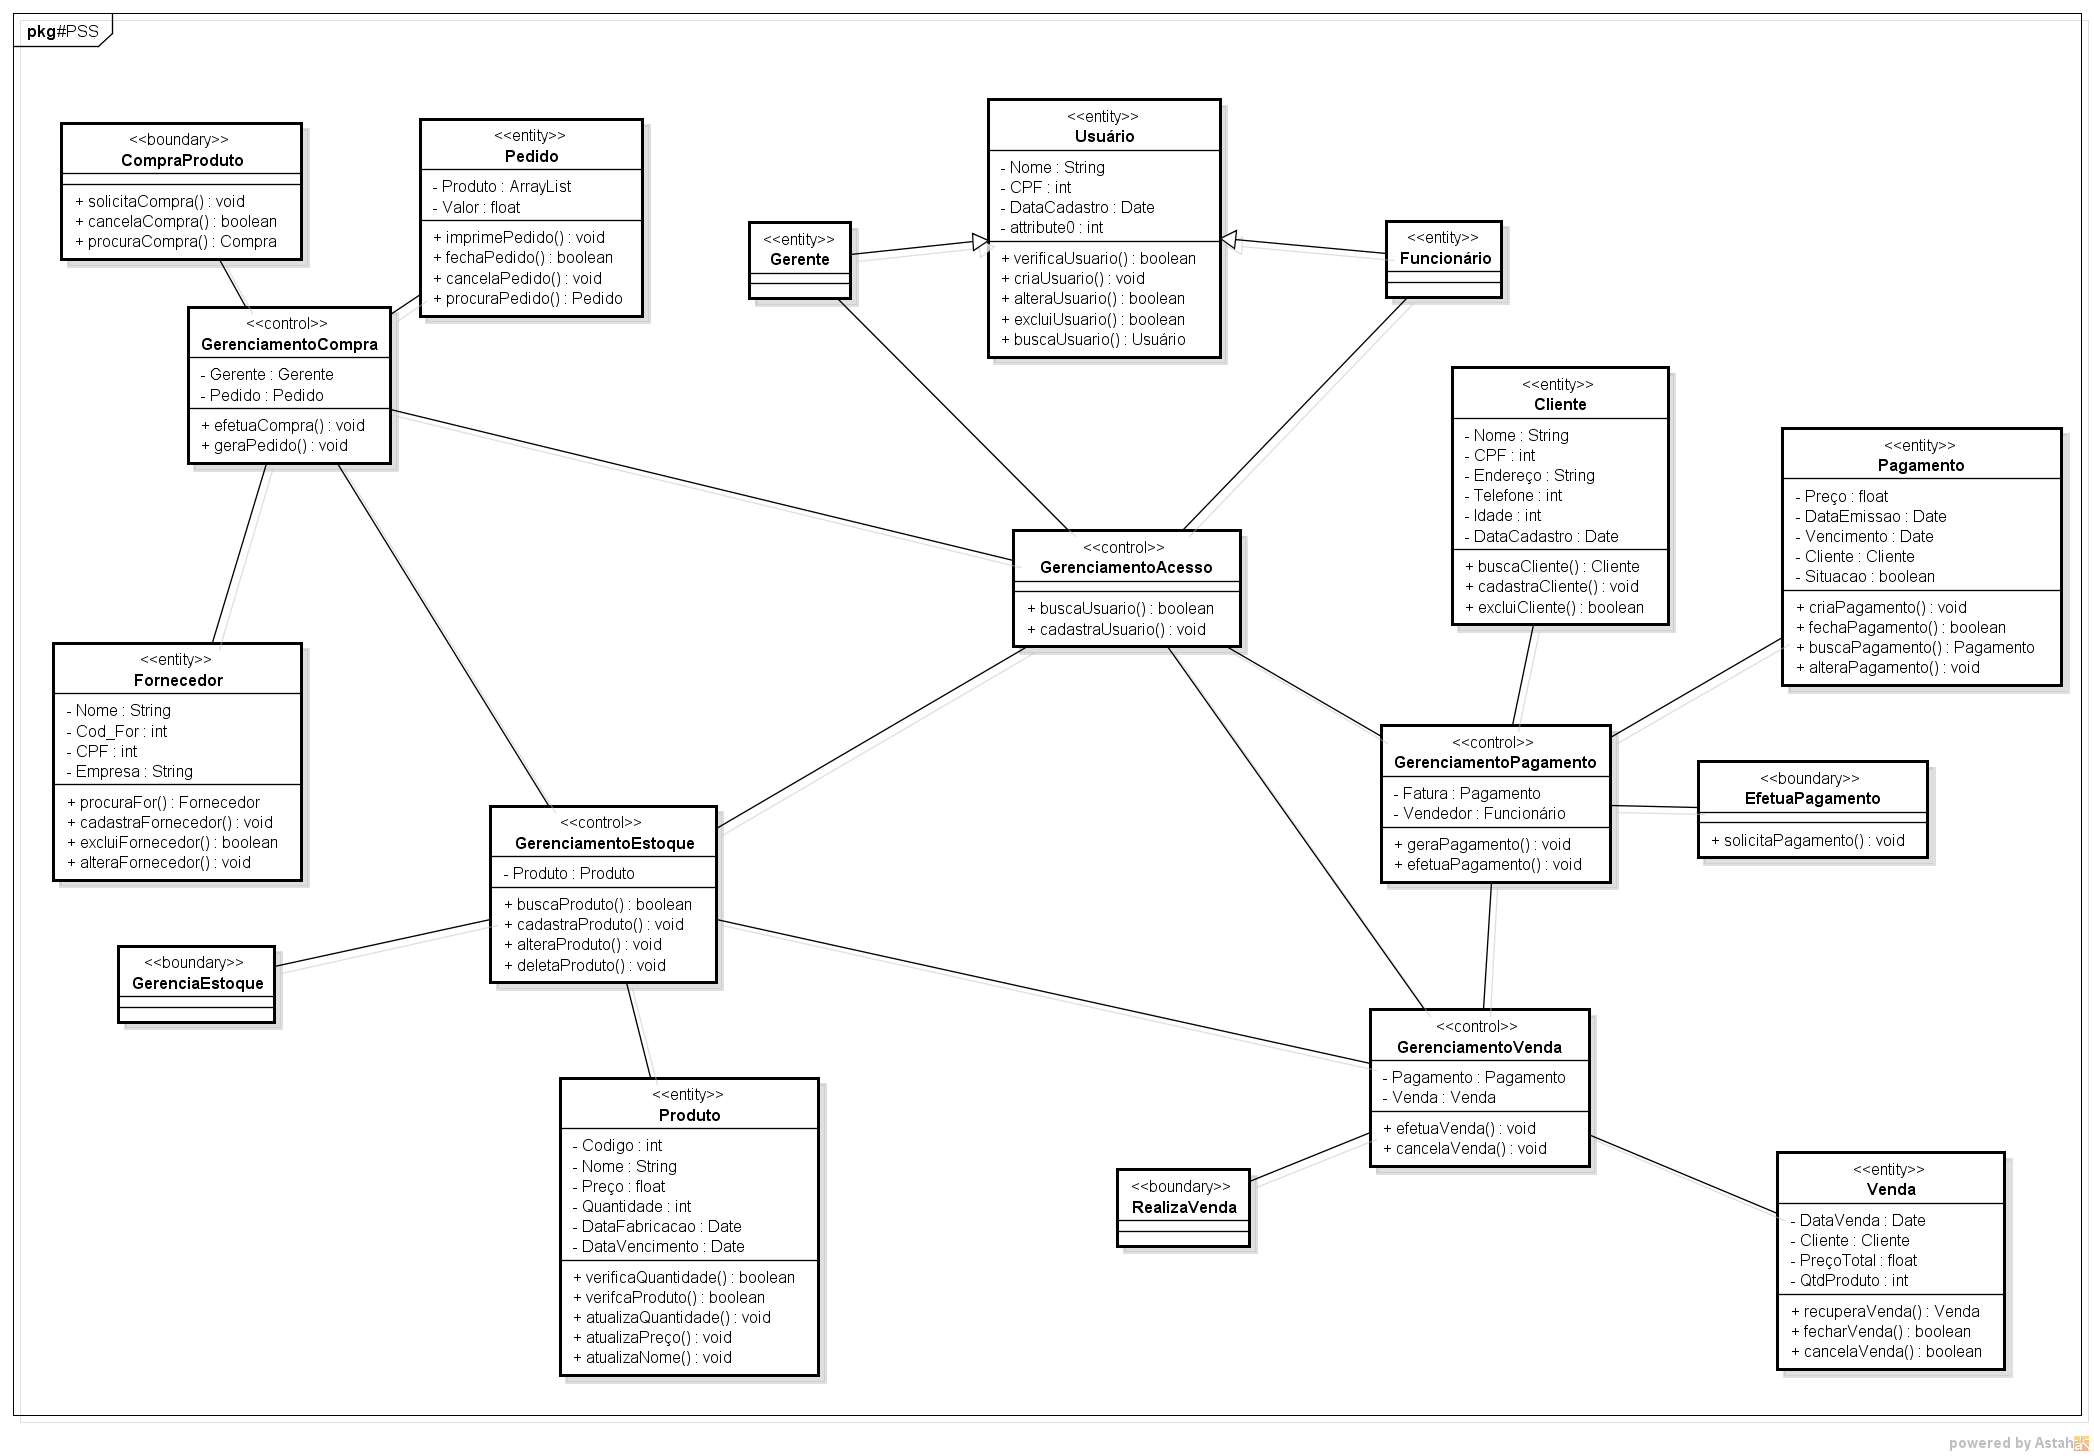 pkg#PSS
<<boundary>>
CompraProduto
+ solicitaCompra() : void
+ cancelaCompra() : boolean
+ procuraCompra() : Compra
<<entity>>
Pedido
- Produto : ArrayList
- Valor : float
+ imprimePedido() : void
+ fechaPedido() : boolean
+ cancelaPedido() : void
+ procuraPedido() : Pedido
<<entity>>
Usuário
- Nome : String
- CPF : int
- DataCadastro : Date
- attribute0 : int
+ verificaUsuario() : boolean
+ criaUsuario() : void
+ alteraUsuario() : boolean
+ excluiUsuario() : boolean
+ buscaUsuario() : Usuário
<<entity>>
Gerente
<<entity>>
Funcionário
<<control>>
GerenciamentoCompra
- Gerente : Gerente
- Pedido : Pedido
+ efetuaCompra() : void
+ geraPedido() : void
<<entity>>
Cliente
- Nome : String
- CPF : int
- Endereço : String
- Telefone : int
- Idade : int
- DataCadastro : Date
+ buscaCliente() : Cliente
+ cadastraCliente() : void
+ excluiCliente() : boolean
<<entity>>
Pagamento
- Preço : float
- DataEmissao : Date
- Vencimento : Date
- Cliente : Cliente
- Situacao : boolean
+ criaPagamento() : void
+ fechaPagamento() : boolean
+ buscaPagamento() : Pagamento
+ alteraPagamento() : void
<<control>>
GerenciamentoAcesso
+ buscaUsuario() : boolean
+ cadastraUsuario() : void
<<entity>>
Fornecedor
- Nome : String
- Cod_For : int
- CPF : int
- Empresa : String
+ procuraFor() : Fornecedor
+ cadastraFornecedor() : void
+ excluiFornecedor() : boolean
+ alteraFornecedor() : void
<<control>>
GerenciamentoPagamento
- Fatura : Pagamento
- Vendedor : Funcionário
+ geraPagamento() : void
+ efetuaPagamento() : void
<<boundary>>
EfetuaPagamento
+ solicitaPagamento() : void
<<control>>
GerenciamentoEstoque
- Produto : Produto
+ buscaProduto() : boolean
+ cadastraProduto() : void
+ alteraProduto() : void
+ deletaProduto() : void
<<boundary>>
GerenciaEstoque
<<control>>
GerenciamentoVenda
- Pagamento : Pagamento
- Venda : Venda
+ efetuaVenda() : void
+ cancelaVenda() : void
<<entity>>
Produto
- Codigo : int
- Nome : String
- Preço : float
- Quantidade : int
- DataFabricacao : Date
- DataVencimento : Date
+ verificaQuantidade() : boolean
+ verifcaProduto() : boolean
+ atualizaQuantidade() : void
+ atualizaPreço() : void
+ atualizaNome() : void
<<boundary>>
RealizaVenda
<<entity>>
Venda
- DataVenda : Date
- Cliente : Cliente
- PreçoTotal : float
- QtdProduto : int
+ recuperaVenda() : Venda
+ fecharVenda() : boolean
+ cancelaVenda() : boolean
powered by Astah